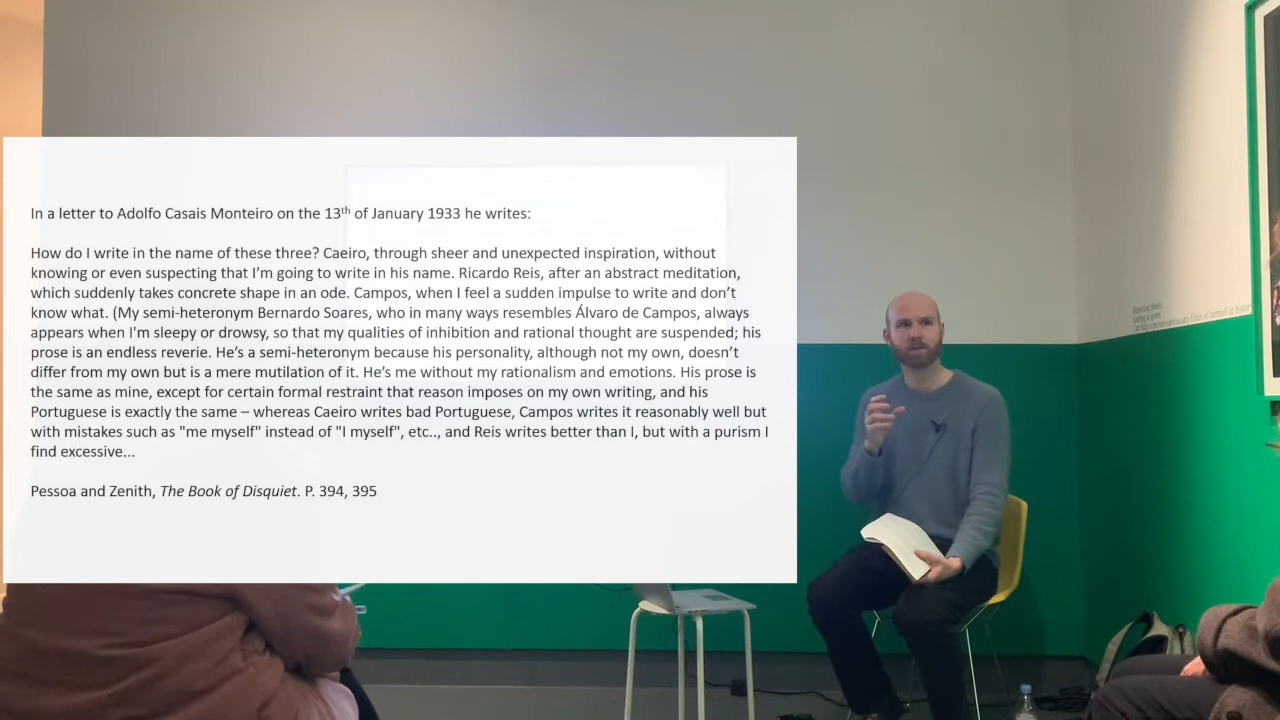 In a letter to Adolfo Casais Monteiro on the 13th of January 1933 he writes:
How do I write in the name of these three? Caeiro, through sheer and unexpected inspiration, without
knowing or even suspecting that I'm going to write in his name. Ricardo Reis, after an abstract meditation,
which suddenly takes concrete shape in an ode. Campos, when I feel a sudden impulse to write and don't
know what. (My semi-heteronym Bernardo Soares, who in many ways resembles Álvaro de Campos, always
appears when I'm sleepy or drowsy, so that my qualities of inhibition and rational thought are suspended; his
prose is an endless reverie. He's a semi-heteronym because his personality, although not my own, doesn't
differ from my own but is a mere mutilation of it. He's me without my rationalism and emotions. His prose is
the same as mine, except for certain formal restraint that reason imposes on my own writing, and his
Portuguese is exactly the same – whereas Caeiro writes bad Portuguese, Campos writes it reasonably well but
with mistakes such as "me myself" instead of "I myself", etc.., and Reis writes better than I, but with a purism I
find excessive...
Pessoa and Zenith, The Book of Disquiet. P. 394, 395